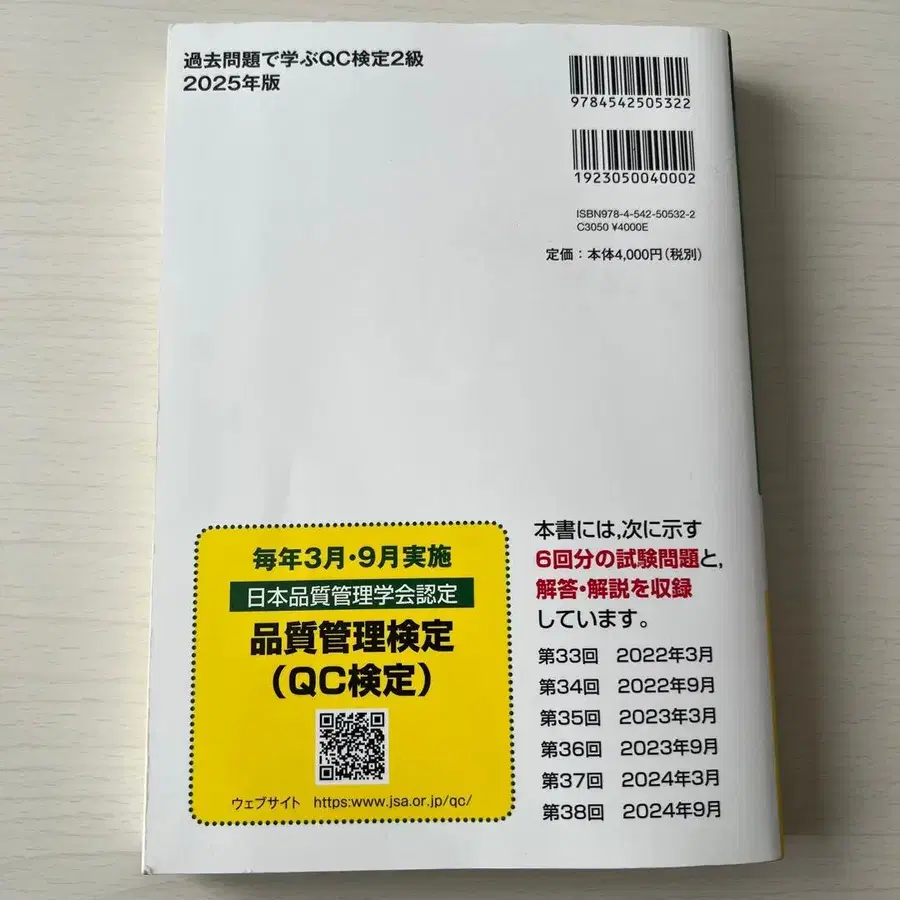 過去問題で学ぶQC検定2級
2025年版
9784542505322
1923050040002
ISBN978-4-542-50532-2
C3050 ¥4000E
定価：本体4,000円(税別)
毎年3月・9月実施
日本品質管理学会認定
品質管理検定
(QC検定)
ウェブサイト https:www.jsa.or.jp/qc/
本書には,次に示す
6回分の試験問題と,
解答・解説を収録
しています。
第33回 2022年3月
第34回 2022年9月
第35回 2023年3月
第36回 2023年9月
第37回 2024年3月
第38回 2024年9月